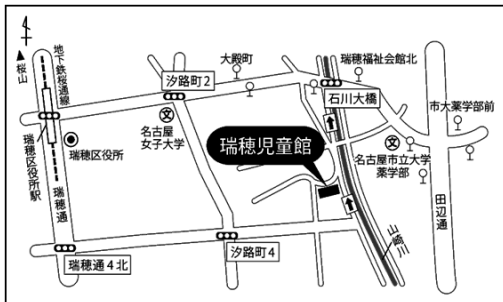 桜山
地下鉄桜通線
瑞穂区役所駅
瑞穂通
瑞穂区役所
汐路町2
名古屋
女子大学
大殿町
瑞穂福祉会館北
石川大橋
市大薬学部前
名古屋市立大学
薬学部
瑞穂児童館
田辺通
山崎川
汐路町4
瑞穂通4北
文
文